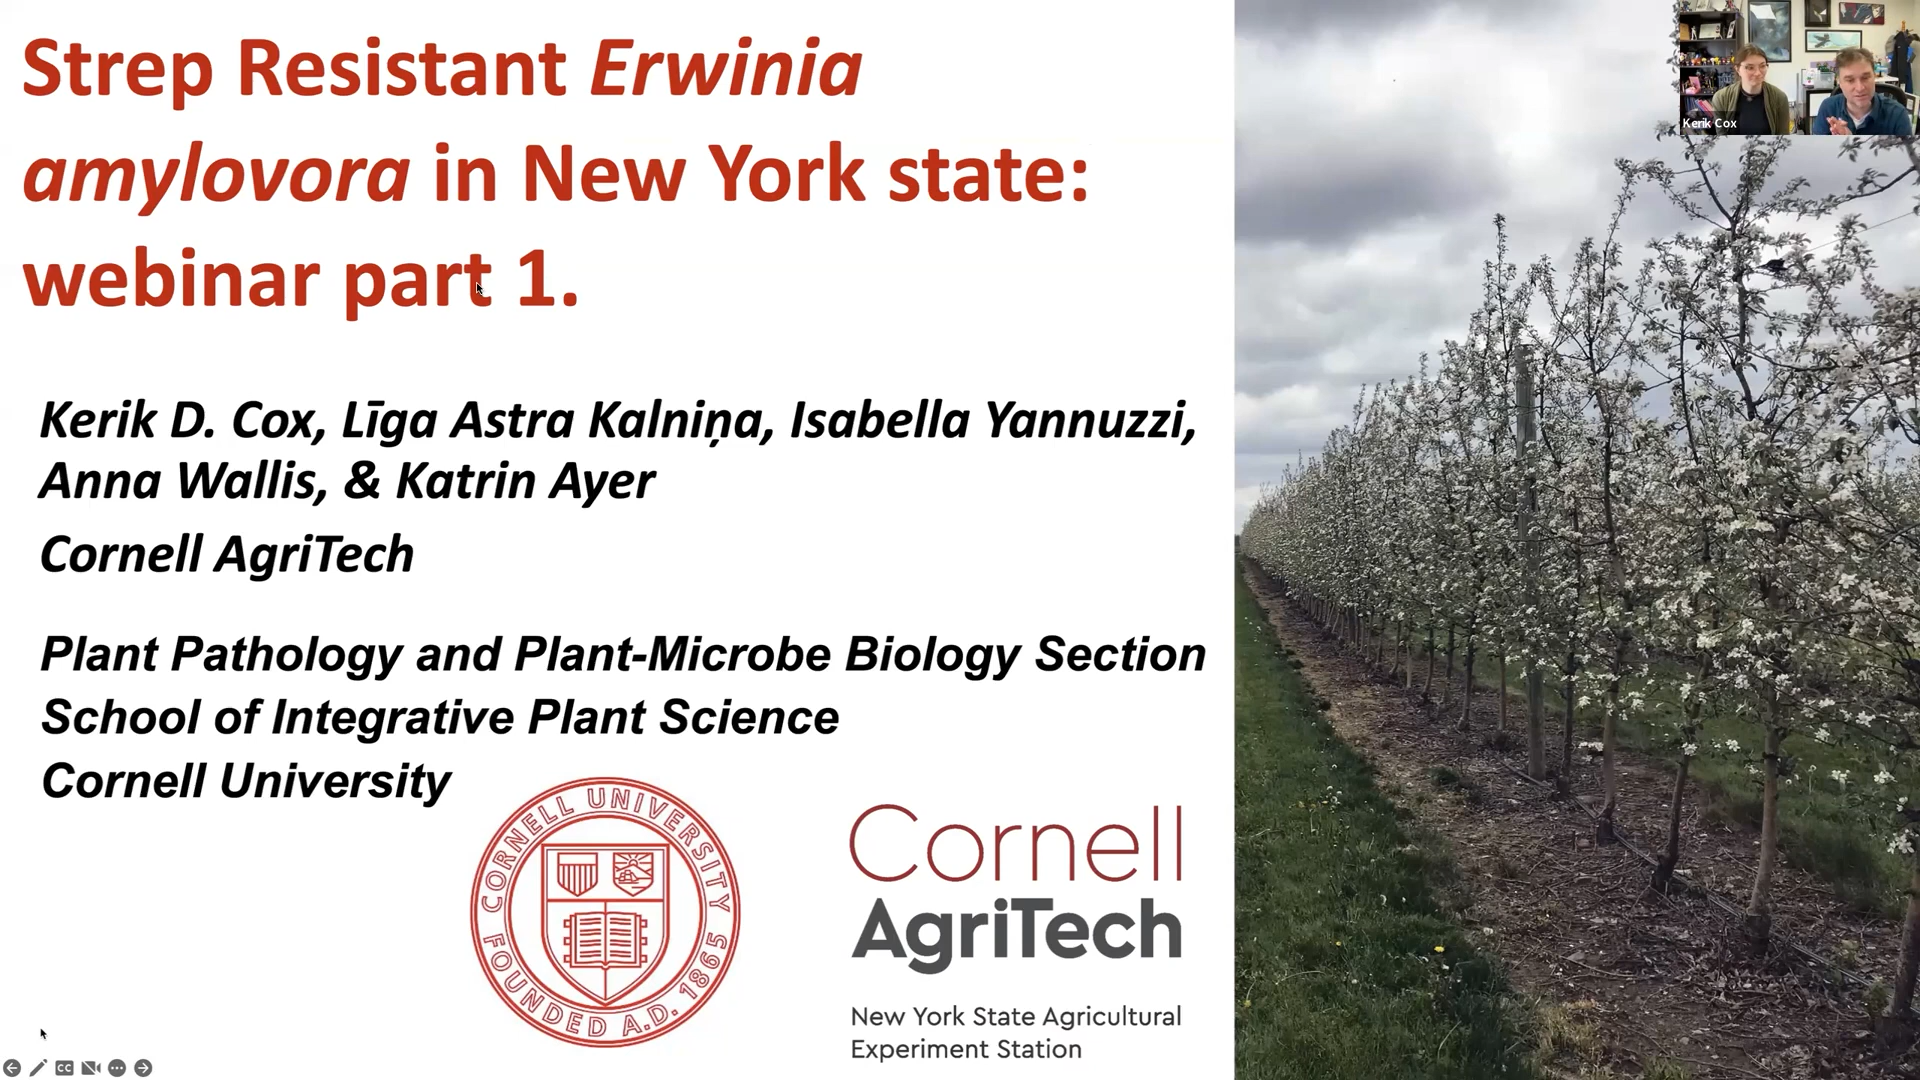 Strep Resistant Erwinia
amylovora in New York state:
webinar part 1.
Kerik Cox
Kerik D. Cox, Līga Astra Kalniņa, Isabella Yannuzzi,
Anna Wallis, & Katrin Ayer
Cornell AgriTech
Plant Pathology and Plant-Microbe Biology Section
School of Integrative Plant Science
Cornell University
CORNELL UNIVERSITY
FOUNDED A.D. 1865
Cornell
AgriTech
New York State Agricultural
Experiment Station
CC